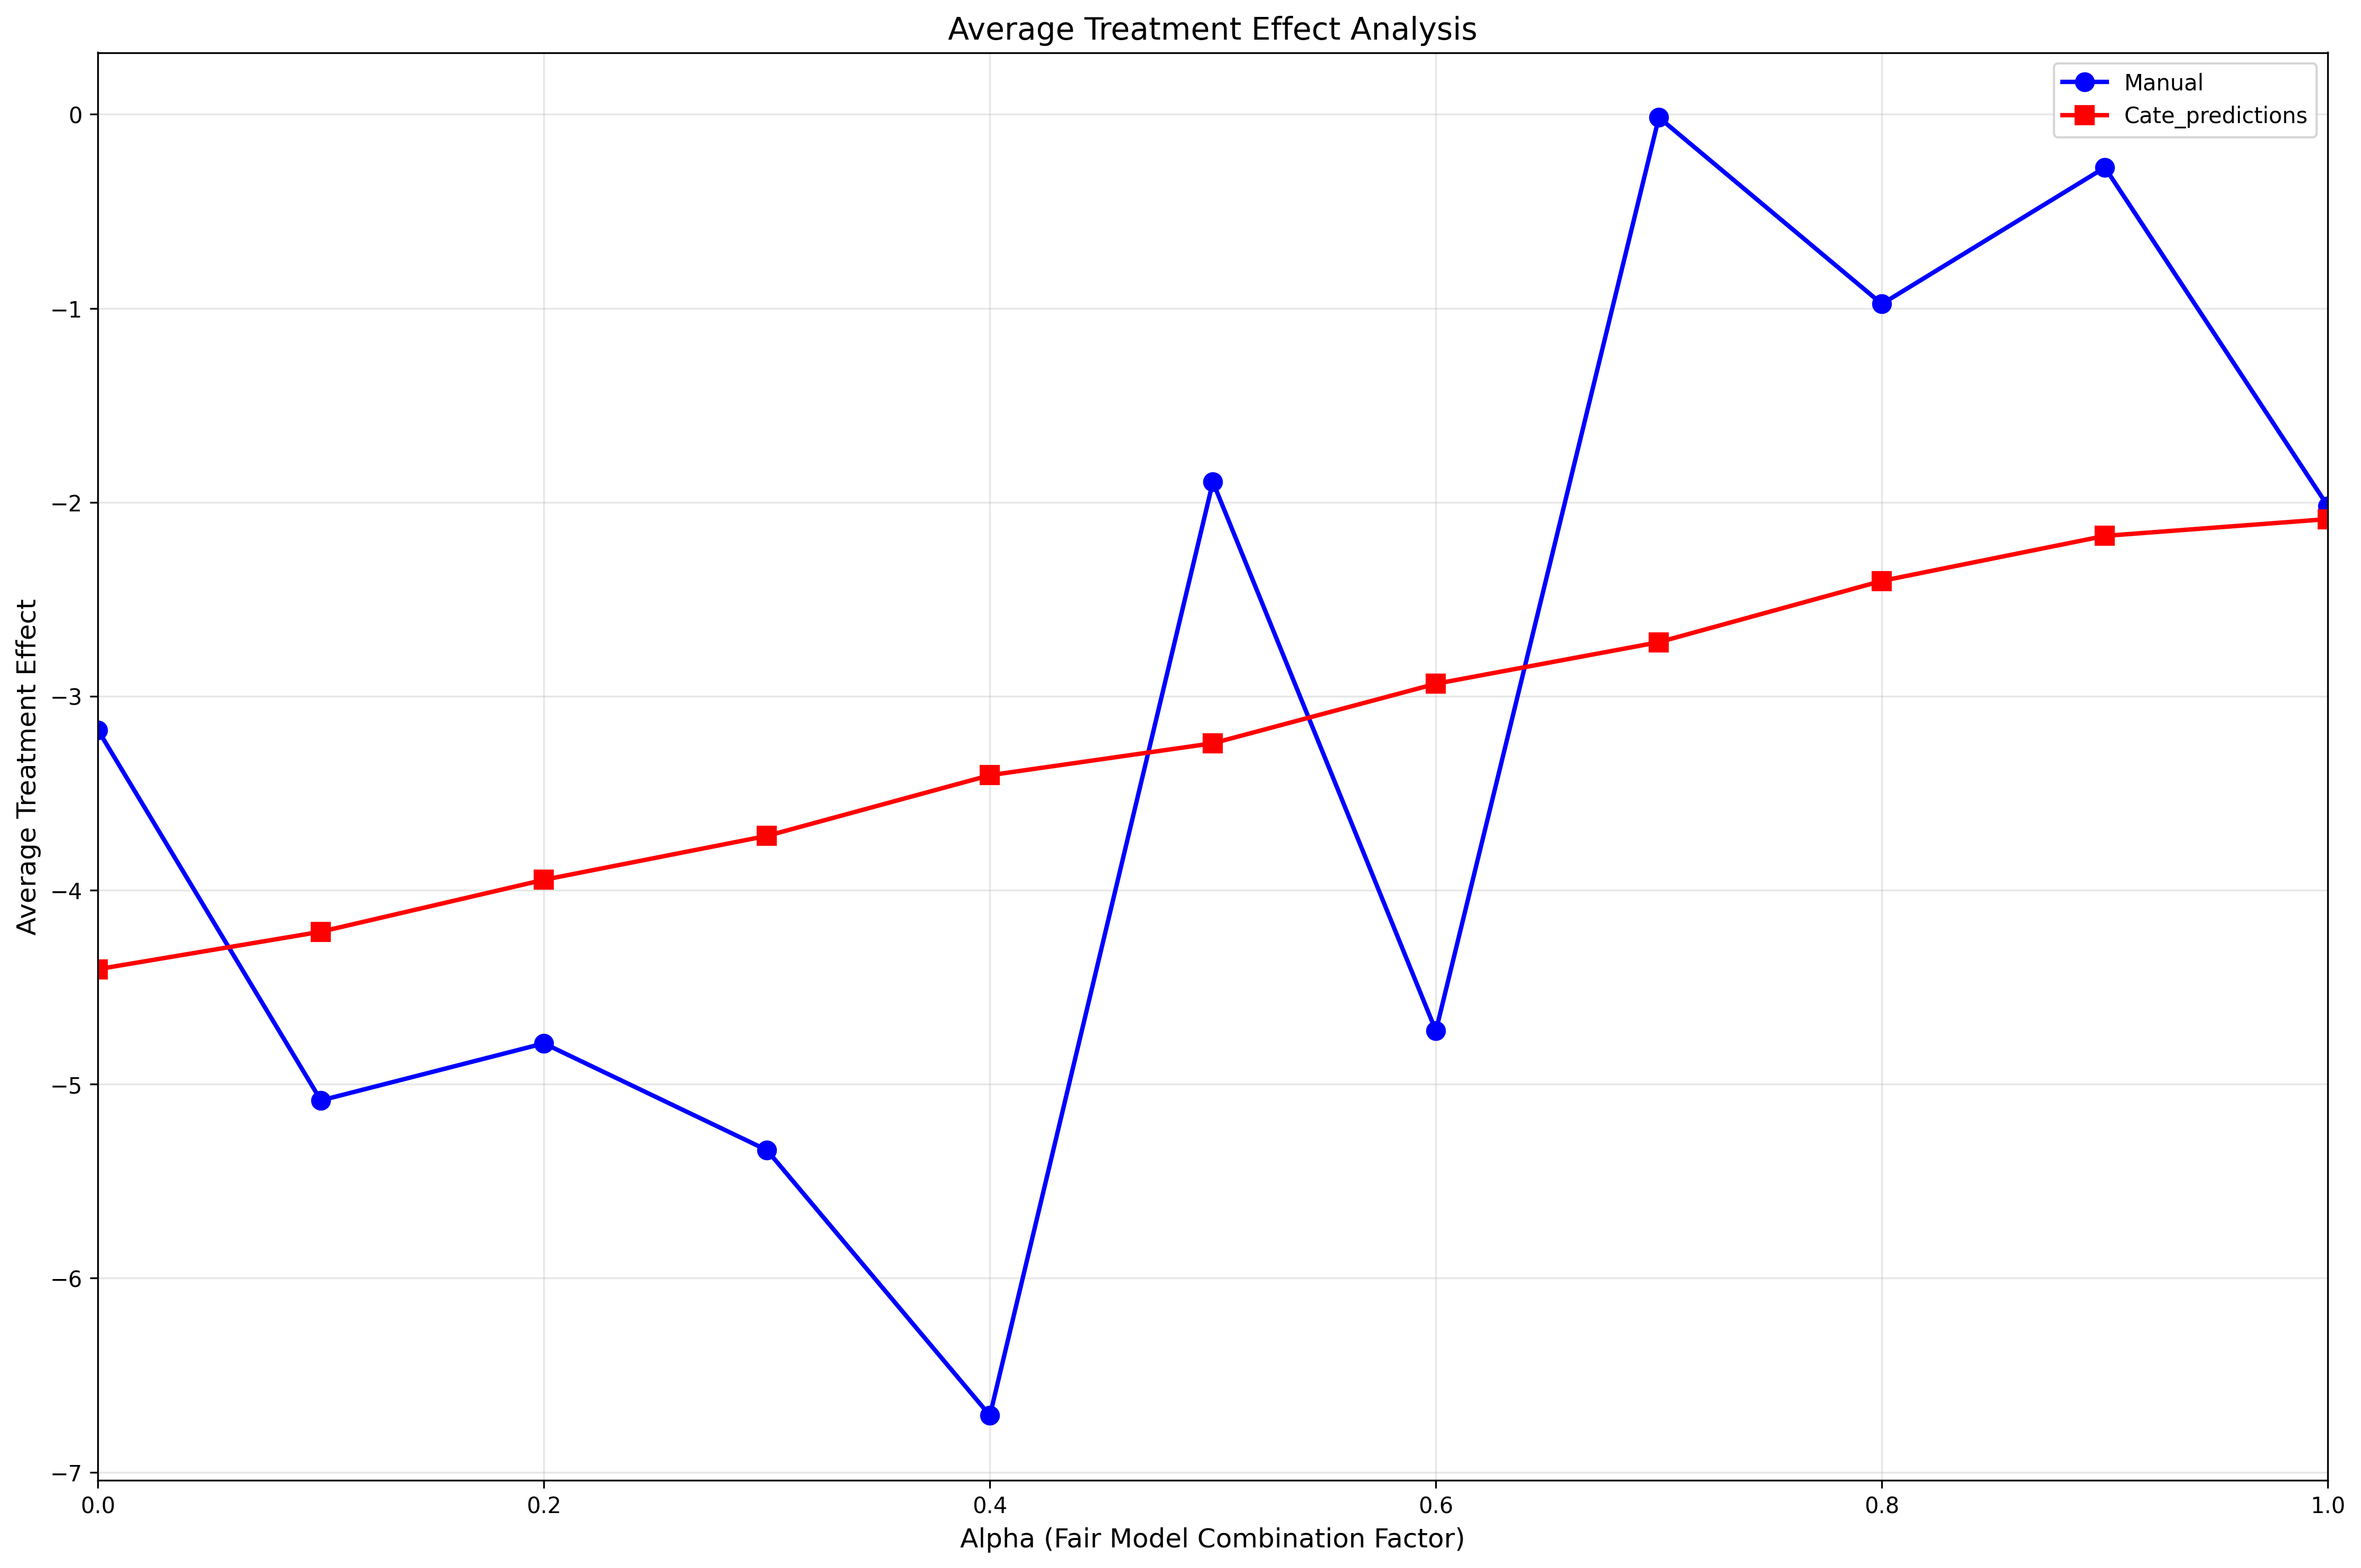 Average Treatment Effect Analysis
Manual
Cate_predictions
Average Treatment Effect
0
−1
−2
−3
−4
−5
−6
−7
0.0 0.2 0.4 0.6 0.8 1.0
Alpha (Fair Model Combination Factor)